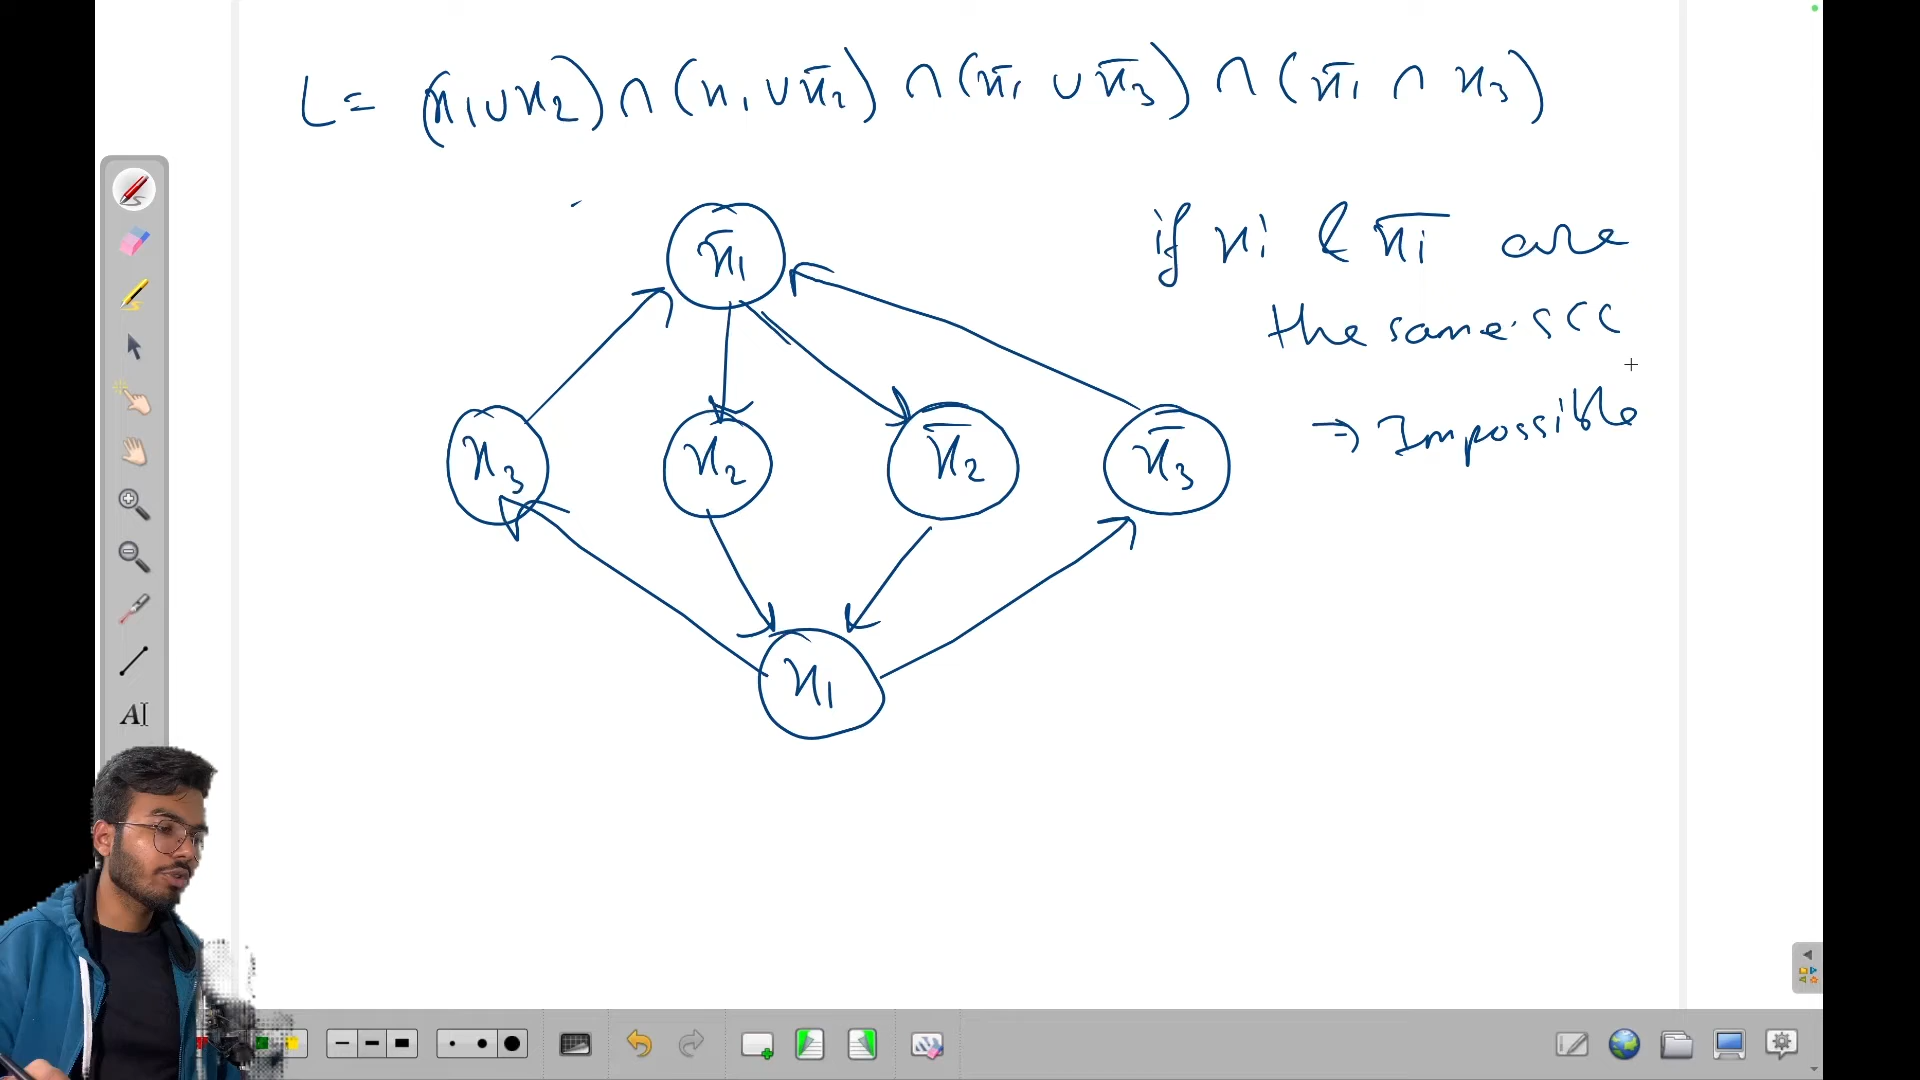 L = (x₁ ∪ x₂) ∩ (x₁ ∪ x̄₂) ∩ (x̄₁ ∪ x̄₃) ∩ (x̄₁ ∩ x₃)
if xi & x̄i are
the same SCC
⇒ Impossible
x̄₁
x₃ x₂ x̄₂ x̄₃
x₁
A